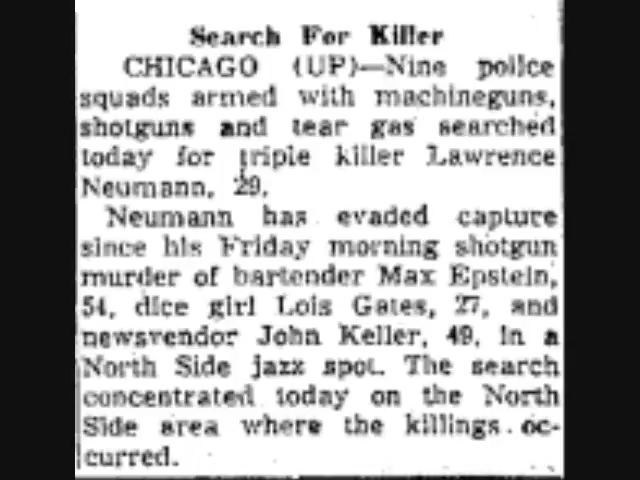 Search For Killer
CHICAGO (UP)—Nine police
squads armed with machineguns,
shotguns and tear gas searched
today for triple killer Lawrence
Neumann, 29.
Neumann has evaded capture
since his Friday morning shotgun
murder of bartender Max Epstein,
54, dice girl Lois Gates, 27, and
newsvendor John Keller, 49, in a
North Side jazz spot. The search
concentrated today on the North
Side area where the killings oc-
curred.